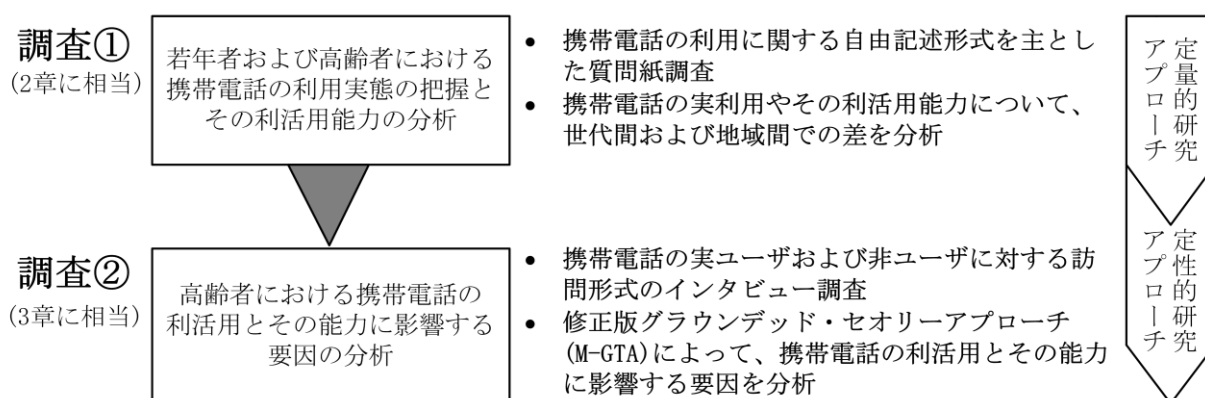 調査①
(2章に相当)
若年者および高齢者における
携帯電話の利用実態の把握と
その利活用能力の分析
• 携帯電話の利用に関する自由記述形式を主とし
た質問紙調査
• 携帯電話の実利用やその利活用能力について、
世代間および地域間での差を分析
定量的研究
アプローチ
調査②
(3章に相当)
高齢者における携帯電話の
利活用とその能力に影響する
要因の分析
• 携帯電話の実ユーザおよび非ユーザに対する訪
問形式のインタビュー調査
• 修正版グラウンデッド・セオリーアプローチ
(M-GTA)によって、携帯電話の利活用とその能力
に影響する要因を分析
定性的研究
アプローチ